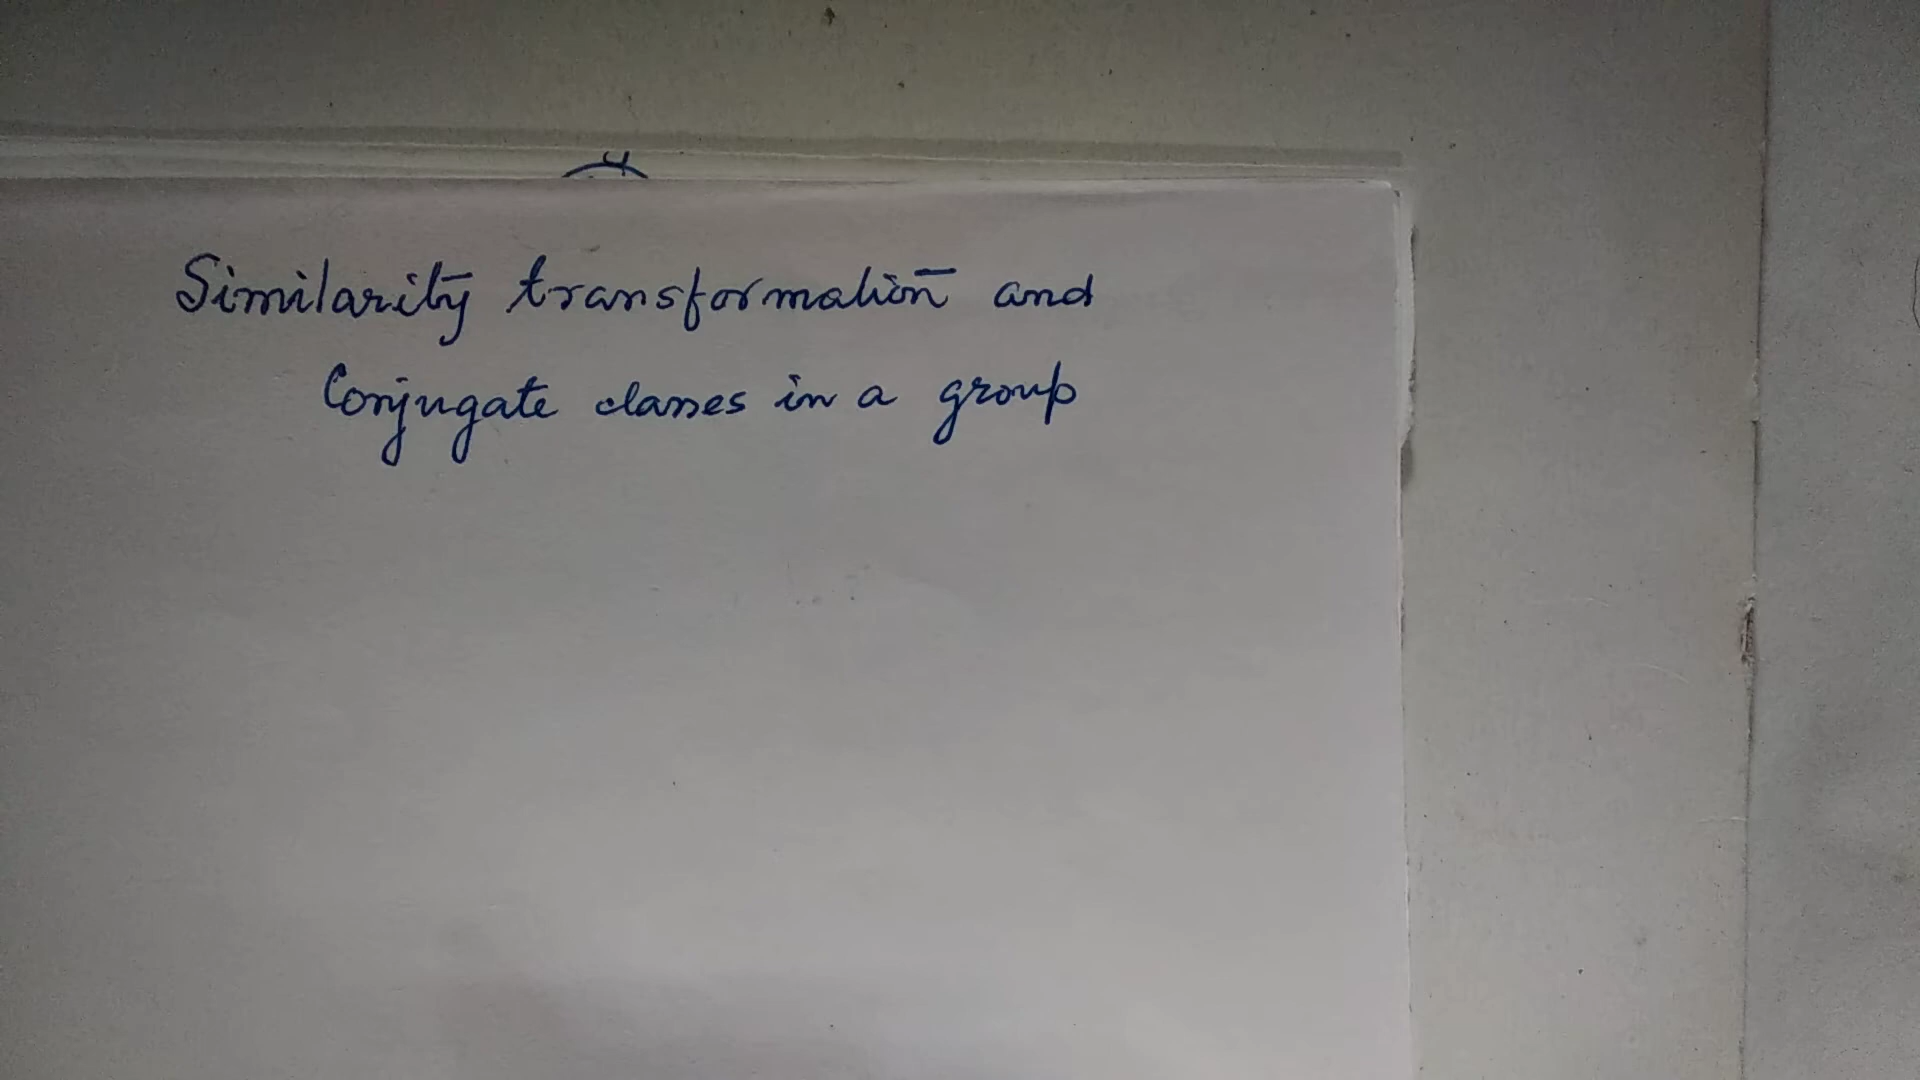 Similarity transformation and
Conjugate classes in a group